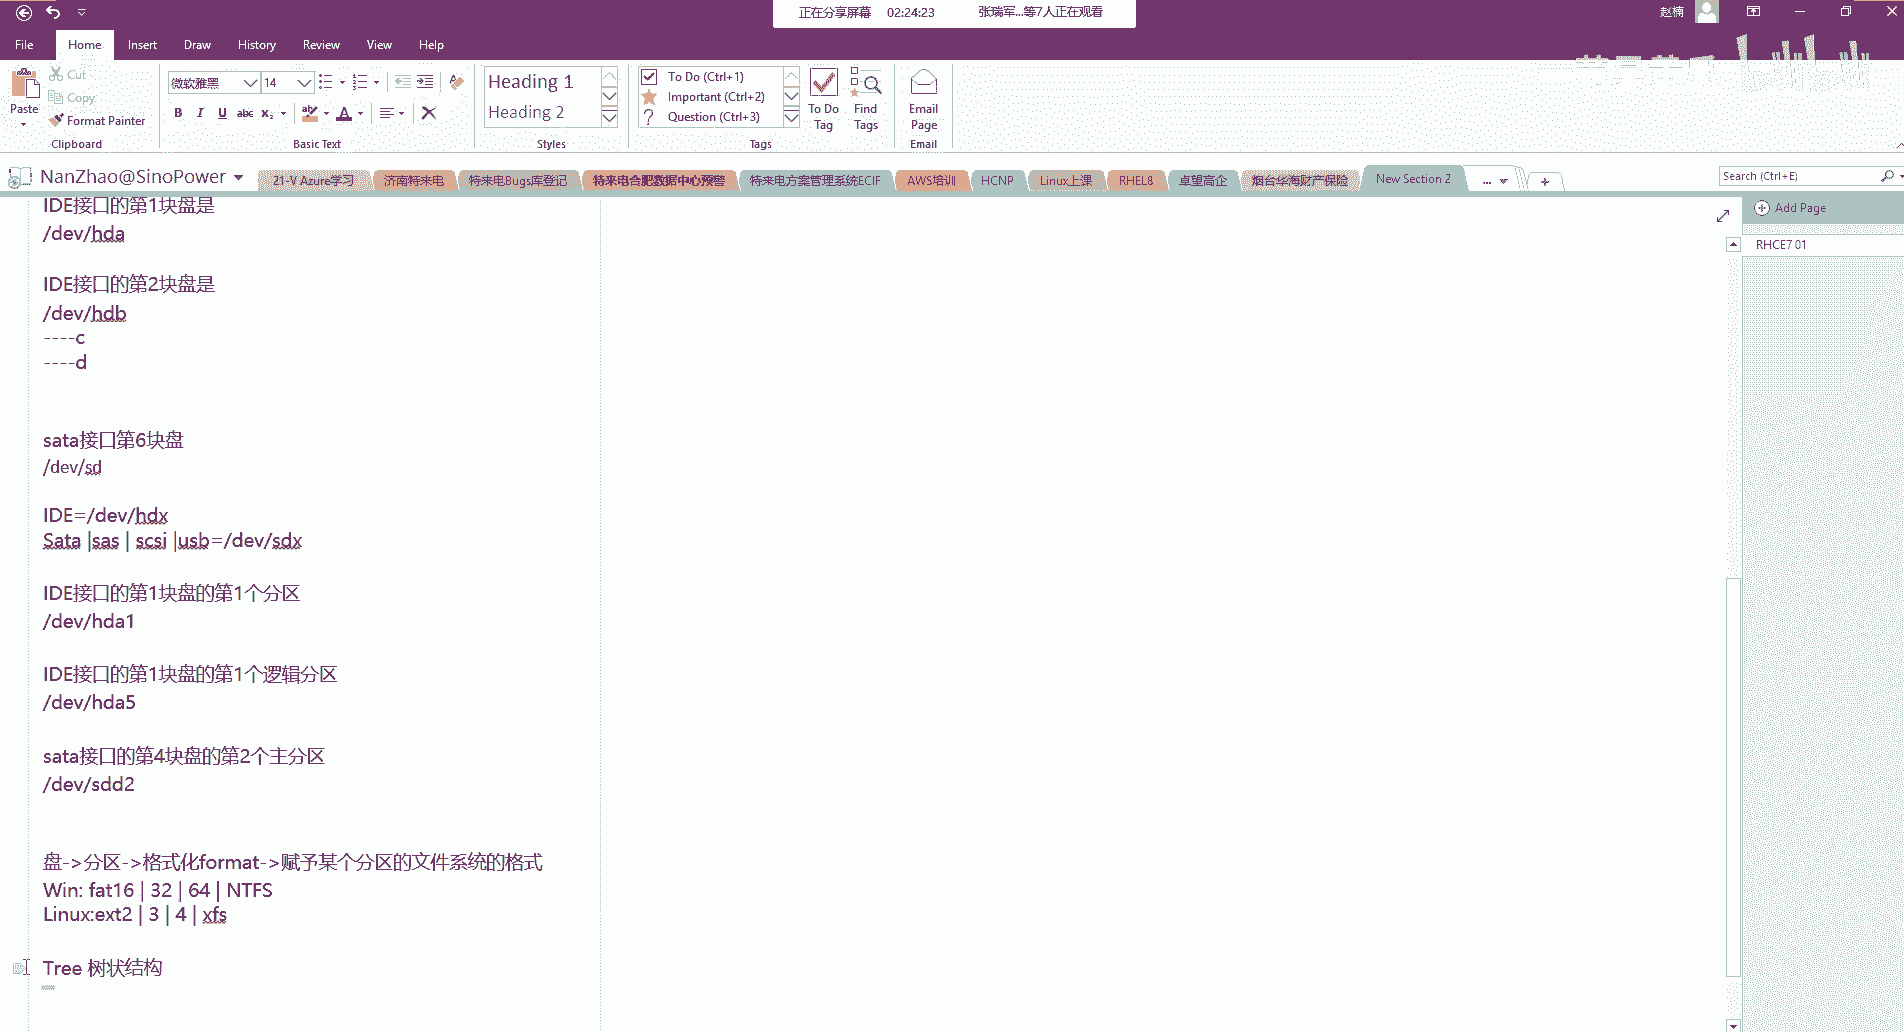 正在分享屏幕 02:24:23 张瑞军...等7人正在观看
赵楠
File Home Insert Draw History Review View Help
Paste
Cut
Copy
Format Painter
Clipboard
微软雅黑 14
B I U abc x₂ A
Basic Text
Heading 1
Heading 2
Styles
To Do (Ctrl+1)
Important (Ctrl+2)
? Question (Ctrl+3)
To Do Tag
Find Tags
Tags
Email Page
Email
NanZhao@SinoPower
21-V Azure学习 济南特来电 特来电Bugs库登记 特来电合肥数据中心预警 特来电方案管理系统ECIF AWS培训 HCNP Linux上课 RHEL8 卓望高企 烟台华海财产保险 New Section 2 ... +
Search (Ctrl+E)
Add Page
RHCE7 01
IDE接口的第1块盘是
/dev/hda
IDE接口的第2块盘是
/dev/hdb
----c
----d
sata接口第6块盘
/dev/sd
IDE=/dev/hdx
Sata |sas | scsi |usb=/dev/sdx
IDE接口的第1块盘的第1个分区
/dev/hda1
IDE接口的第1块盘的第1个逻辑分区
/dev/hda5
sata接口的第4块盘的第2个主分区
/dev/sdd2
盘->分区->格式化format->赋予某个分区的文件系统的格式
Win: fat16 | 32 | 64 | NTFS
Linux:ext2 | 3 | 4 | xfs
Tree 树状结构